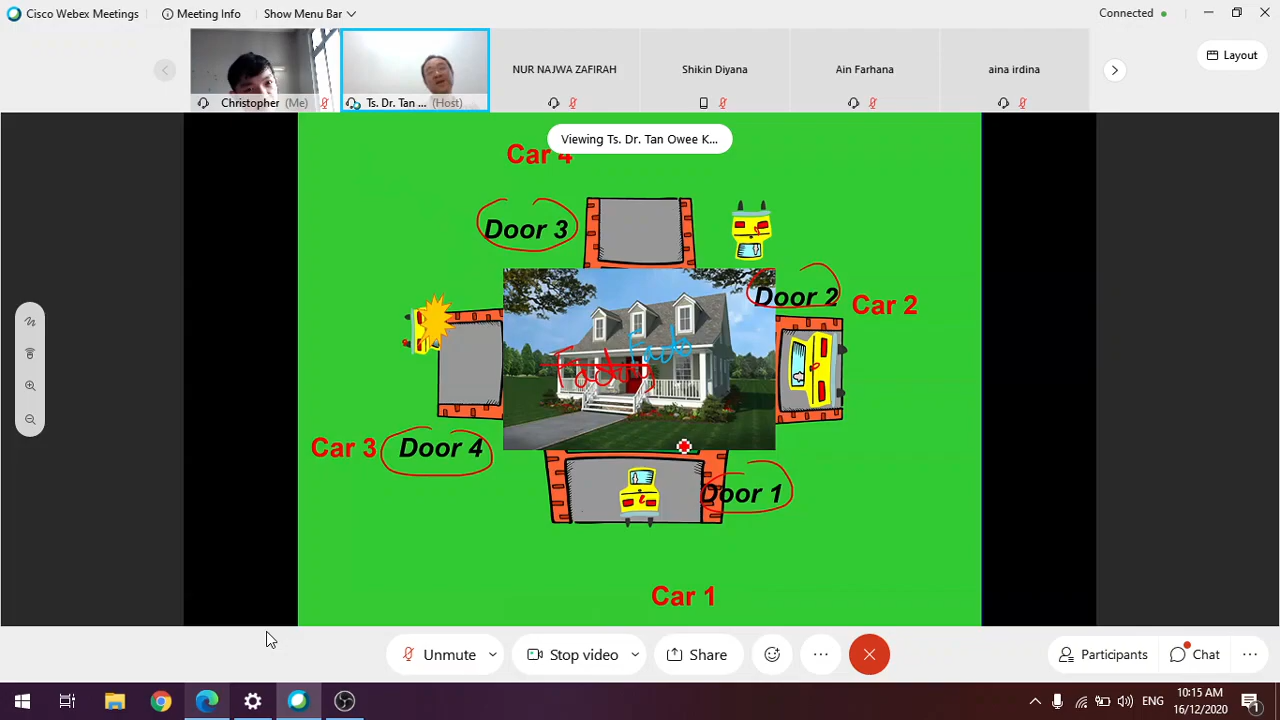 Cisco Webex Meetings
Meeting Info
Show Menu Bar
Connected
Christopher (Me)
Ts. Dr. Tan ... (Host)
NUR NAJWA ZAFIRAH
Shikin Diyana
Ain Farhana
aina irdina
Layout
Viewing Ts. Dr. Tan Owee K...
Car 4
Door 3
Door 2
Car 2
Car 3
Door 4
Door 1
Car 1
Unmute
Stop video
Share
Participants
Chat
ENG
10:15 AM
16/12/2020
1